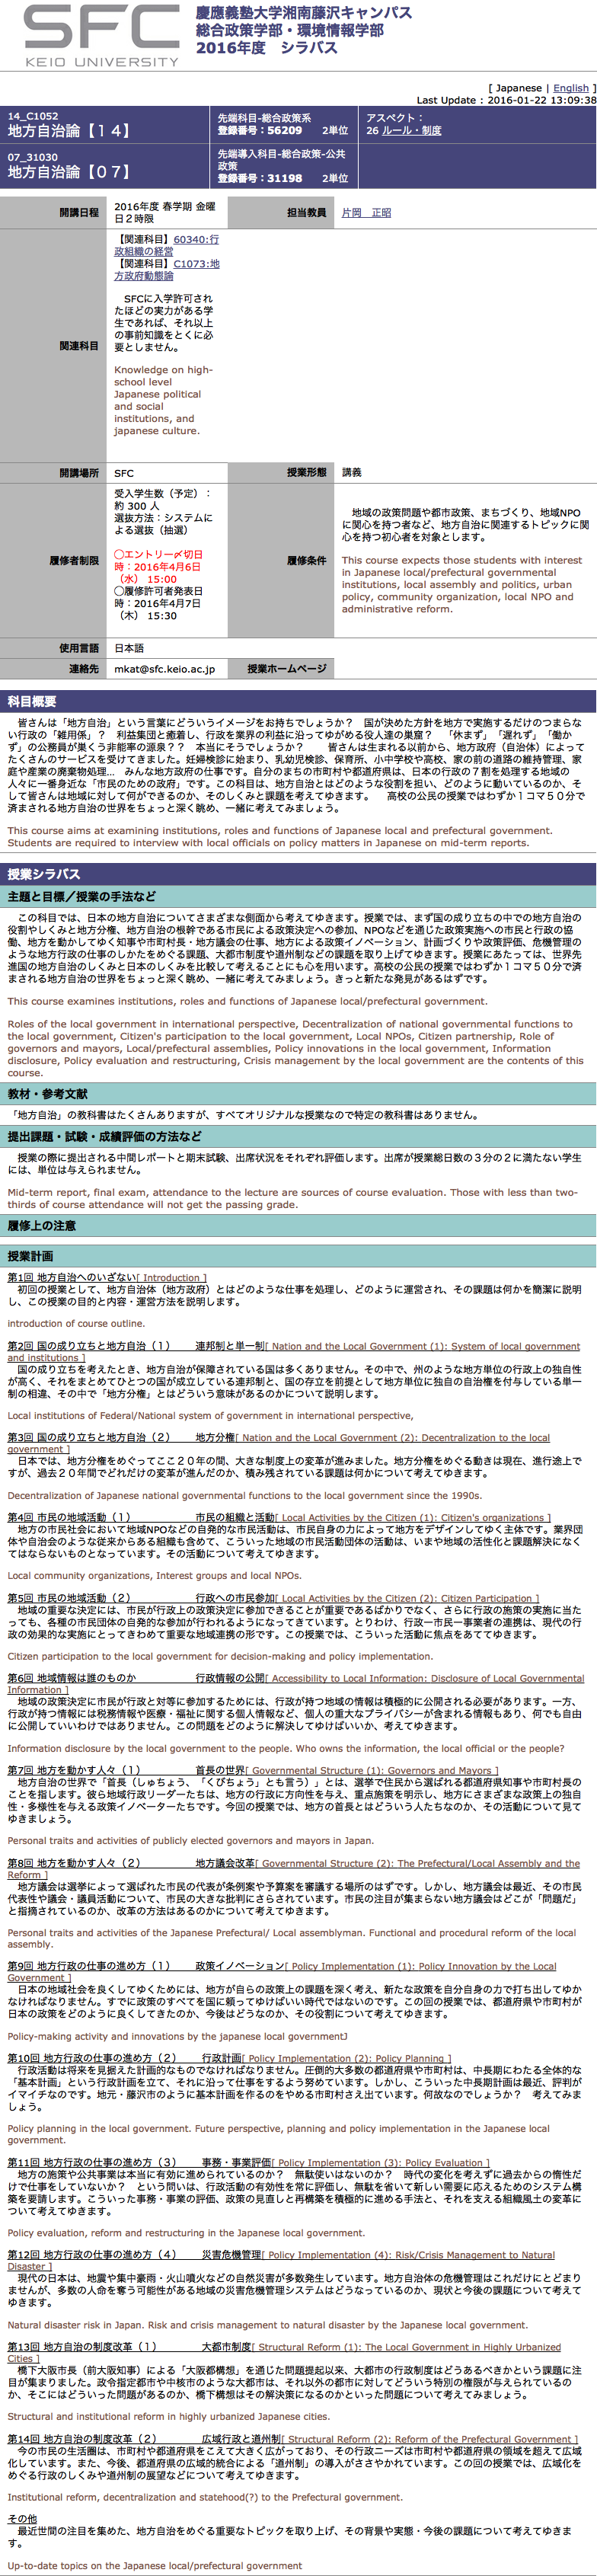 SFC
KEIO UNIVERSITY
慶應義塾大学湘南藤沢キャンパス
総合政策学部・環境情報学部
2016年度 シラバス
[ Japanese | English ]
Last Update : 2016-01-22 13:09:38
14_C1052
地方自治論【１４】
先端科目-総合政策系
登録番号：56209 2単位
アスペクト：
26 ルール・制度
07_31030
地方自治論【０７】
先端導入科目-総合政策-公共
政策
登録番号：31198 2単位
開講日程
2016年度 春学期 金曜
日２時限
担当教員
片岡 正昭
関連科目
【関連科目】60340:行
政組織の経営
【関連科目】C1073:地
方政府動態論
SFCに入学許可され
たほどの実力がある学
生であれば、それ以上
の事前知識をとくに必
要としません。
Knowledge on high-
school level
Japanese political
and social
institutions, and
japanese culture.
開講場所
SFC
授業形態
講義
履修者制限
受入学生数（予定）：
約 300 人
選抜方法：システムに
よる選抜（抽選）
◯エントリー〆切日
時：2016年4月6日
（水） 15:00
◯履修許可者発表日
時：2016年4月7日
（木） 15:30
履修条件
地域の政策問題や都市政策、まちづくり、地域NPO
に関心を持つ者など、地方自治に関連するトピックに関
心を持つ初心者を対象とします。
This course expects those students with interest
in Japanese local/prefectural governmental
institutions, local assembly and politics, urban
policy, community organization, local NPO and
administrative reform.
使用言語
日本語
連絡先
mkat@sfc.keio.ac.jp
授業ホームページ
科目概要
皆さんは「地方自治」という言葉にどういうイメージをお持ちでしょうか？ 国が決めた方針を地方で実施するだけのつまらな
い行政の「雑用係」？ 利益集団と癒着し、行政を業界の利益に沿ってゆがめる役人達の巣窟？ 「休まず」「遅れず」「働か
ず」の公務員が巣くう非能率の源泉？？ 本当にそうでしょうか？ 皆さんは生まれる以前から、地方政府（自治体）によって
たくさんのサービスを受けてきました。妊婦検診に始まり、乳幼児検診、保育所、小中学校や高校、家の前の道路の維持管理、家
庭や産業の廃棄物処理... みんな地方政府の仕事です。自分のまちの市町村や都道府県は、日本の行政の７割を処理する地域の
人々に一番身近な「市民のための政府」です。この科目は、地方自治とはどのような役割を担い、どのように動いているのか、そ
して皆さんは地域に対して何ができるのか、そのしくみと課題を考えてゆきます。 高校の公民の授業ではわずか１コマ５０分で
済まされる地方自治の世界をちょっと深く眺め、一緒に考えてみましょう。
This course aims at examining institutions, roles and functions of Japanese local and prefectural government.
Students are required to interview with local officials on policy matters in Japanese on mid-term reports.
授業シラバス
主題と目標／授業の手法など
この科目では、日本の地方自治についてさまざまな側面から考えてゆきます。授業では、まず国の成り立ちの中での地方自治の
役割やしくみと地方分権、地方自治の根幹である市民による政策決定への参加、NPOなどを通じた政策実施への市民と行政の協
働、地方を動かしてゆく知事や市町村長・地方議会の仕事、地方による政策イノベーション、計画づくりや政策評価、危機管理の
ような地方行政の仕事のしかたをめぐる課題、大都市制度や道州制などの課題を取り上げてゆきます。授業にあたっては、世界先
進国の地方自治のしくみと日本のしくみを比較して考えることにも心を用います。高校の公民の授業ではわずか１コマ５０分で済
まされる地方自治の世界をちょっと深く眺め、一緒に考えてみましょう。きっと新たな発見があるはずです。
This course examines institutions, roles and functions of Japanese local/prefectural government.
Roles of the local government in international perspective, Decentralization of national governmental functions to
the local government, Citizen's participation to the local government, Local NPOs, Citizen partnership, Role of
governors and mayors, Local/prefectural assemblies, Policy innovations in the local government, Information
disclosure, Policy evaluation and restructuring, Crisis management by the local government are the contents of this
course.
教材・参考文献
「地方自治」の教科書はたくさんありますが、すべてオリジナルな授業なので特定の教科書はありません。
提出課題・試験・成績評価の方法など
授業の際に提出される中間レポートと期末試験、出席状況をそれぞれ評価します。出席が授業総日数の３分の２に満たない学生
には、単位は与えられません。
Mid-term report, final exam, attendance to the lecture are sources of course evaluation. Those with less than two-
thirds of course attendance will not get the passing grade.
履修上の注意
授業計画
第1回 地方自治へのいざない[ Introduction ]
初回の授業として、地方自治体（地方政府）とはどのような仕事を処理し、どのように運営され、その課題は何かを簡潔に説明
し、この授業の目的と内容・運営方法を説明します。
introduction of course outline.
第2回 国の成り立ちと地方自治（１） 連邦制と単一制[ Nation and the Local Government (1): System of local government
and institutions ]
国の成り立ちを考えたとき、地方自治が保障されている国は多くありません。その中で、州のような地方単位の行政上の独自性
が高く、それをまとめてひとつの国が成立している連邦制と、国の存立を前提として地方単位に独自の自治権を付与している単一
制の相違、その中で「地方分権」とはどういう意味があるのかについて説明します。
Local institutions of Federal/National system of government in international perspective,
第3回 国の成り立ちと地方自治（２） 地方分権[ Nation and the Local Government (2): Decentralization to the local
government ]
日本では、地方分権をめぐってここ２０年の間、大きな制度上の変革が進みました。地方分権をめぐる動きは現在、進行途上で
すが、過去２０年間でどれだけの変革が進んだのか、積み残されている課題は何かについて考えてゆきます。
Decentralization of Japanese national governmental functions to the local government since the 1990s.
第4回 市民の地域活動（１） 市民の組織と活動[ Local Activities by the Citizen (1): Citizen's organizations ]
地方の市民社会において地域NPOなどの自発的な市民活動は、市民自身の力によって地方をデザインしてゆく主体です。業界団
体や自治会のような従来からある組織も含めて、こういった地域の市民活動団体の活動は、いまや地域の活性化と課題解決になく
てはならないものとなっています。その活動について考えてゆきます。
Local community organizations, Interest groups and local NPOs.
第5回 市民の地域活動（２） 行政への市民参加[ Local Activities by the Citizen (2): Citizen Participation ]
地域の重要な決定には、市民が行政上の政策決定に参加できることが重要であるばかりでなく、さらに行政の施策の実施に当た
っても、各種の市民団体の自発的な参加が行われるようになってきています。とりわけ、行政ー市民ー事業者の連携は、現代の行
政の効果的な実施にとってきわめて重要な地域連携の形です。この授業では、こういった活動に焦点をあててゆきます。
Citizen participation to the local government for decision-making and policy implementation.
第6回 地域情報は誰のものか 行政情報の公開[ Accessibility to Local Information: Disclosure of Local Governmental
Information ]
地域の政策決定に市民が行政と対等に参加するためには、行政が持つ地域の情報は積極的に公開される必要があります。一方、
行政が持つ情報には税務情報や医療・福祉に関する個人情報など、個人の重大なプライバシーが含まれる情報もあり、何でも自由
に公開していいわけではありません。この問題をどのように解決してゆけばいいか、考えてゆきます。
Information disclosure by the local government to the people. Who owns the information, the local official or the people?
第7回 地方を動かす人々（１） 首長の世界[ Governmental Structure (1): Governors and Mayors ]
地方自治の世界で「首長（しゅちょう、「くびちょう」とも言う）」とは、選挙で住民から選ばれる都道府県知事や市町村長の
ことを指します。彼ら地域行政リーダーたちは、地方の行政に方向性を与え、重点施策を明示し、地方にさまざまな政策上の独自
性・多様性を与える政策イノベーターたちです。今回の授業では、地方の首長とはどういう人たちなのか、その活動について見て
ゆきましょう。
Personal traits and activities of publicly elected governors and mayors in Japan.
第8回 地方を動かす人々（２） 地方議会改革[ Governmental Structure (2): The Prefectural/Local Assembly and the
Reform ]
地方議会は選挙によって選ばれた市民の代表が条例案や予算案を審議する場所のはずです。しかし、地方議会は最近、その市民
代表性や議会・議員活動について、市民の大きな批判にさらされています。市民の注目が集まらない地方議会はどこが「問題だ」
と指摘されているのか、改革の方法はあるのかについて考えてゆきます。
Personal traits and activities of the Japanese Prefectural/ Local assemblyman. Functional and procedural reform of the local
assembly.
第9回 地方行政の仕事の進め方（１） 政策イノベーション[ Policy Implementation (1): Policy Innovation by the Local
Government ]
日本の地域社会を良くしてゆくためには、地方が自らの政策上の課題を深く考え、新たな政策を自分自身の力で打ち出してゆか
なければなりません。すでに政策のすべてを国に頼ってゆけばいい時代ではないのです。この回の授業では、都道府県や市町村が
日本の政策をどのように良くしてきたのか、今後はどうなのか、その役割について考えてゆきます。
Policy-making activity and innovations by the japanese local governmentJ
第10回 地方行政の仕事の進め方（２） 行政計画[ Policy Implementation (2): Policy Planning ]
行政活動は将来を見据えた計画的なものでなければなりません。圧倒的大多数の都道府県や市町村は、中長期にわたる全体的な
「基本計画」という行政計画を立て、それに沿って仕事をするよう努めています。しかし、こういった中長期計画は最近、評判が
イマイチなのです。地元・藤沢市のように基本計画を作るのをやめる市町村さえ出ています。何故なのでしょうか？ 考えてみま
しょう。
Policy planning in the local government. Future perspective, planning and policy implementation in the Japanese local
government.
第11回 地方行政の仕事の進め方（３） 事務・事業評価[ Policy Implementation (3): Policy Evaluation ]
地方の施策や公共事業は本当に有効に進められているのか？ 無駄使いはないのか？ 時代の変化を考えずに過去からの惰性だ
けで仕事をしていないか？ という問いは、行政活動の有効性を常に評価し、無駄を省いて新しい需要に応えるためのシステム構
築を要請します。こういった事務・事業の評価、政策の見直しと再構築を積極的に進める手法と、それを支える組織風土の変革に
ついて考えてゆきます。
Policy evaluation, reform and restructuring in the Japanese local government.
第12回 地方行政の仕事の進め方（４） 災害危機管理[ Policy Implementation (4): Risk/Crisis Management to Natural
Disaster ]
現代の日本は、地震や集中豪雨・火山噴火などの自然災害が多数発生しています。地方自治体の危機管理はこれだけにとどまり
ませんが、多数の人命を奪う可能性がある地域の災害危機管理システムはどうなっているのか、現状と今後の課題について考えて
ゆきます。
Natural disaster risk in Japan. Risk and crisis management to natural disaster by the Japanese local government.
第13回 地方自治の制度改革（１） 大都市制度[ Structural Reform (1): The Local Government in Highly Urbanized
Cities ]
橋下大阪市長（前大阪知事）による「大阪都構想」を通じた問題提起以来、大都市の行政制度はどうあるべきかという課題に注
目が集まりました。政令指定都市や中核市のような大都市は、それ以外の都市に対してどういう特別の権限が与えられているの
か、そこにはどういった問題があるのか、橋下構想はその解決策になるのかといった問題について考えてみましょう。
Structural and institutional reform in highly urbanized Japanese cities.
第14回 地方自治の制度改革（２） 広域行政と道州制[ Structural Reform (2): Reform of the Prefectural Government ]
今の市民の生活圏は、市町村や都道府県をこえて大きく広がっており、その行政ニーズは市町村や都道府県の領域を超えて広域
化しています。また、今後、都道府県の広域的統合による「道州制」の導入がささやかれています。この回の授業では、広域化を
めぐる行政のしくみや道州制の展望などについて考えてゆきます。
Institutional reform, decentralization and statehood(?) to the Prefectural government.
その他
最近世間の注目を集めた、地方自治をめぐる重要なトピックを取り上げ、その背景や実態・今後の課題について考えてゆきま
す。
Up-to-date topics on the Japanese local/prefectural government